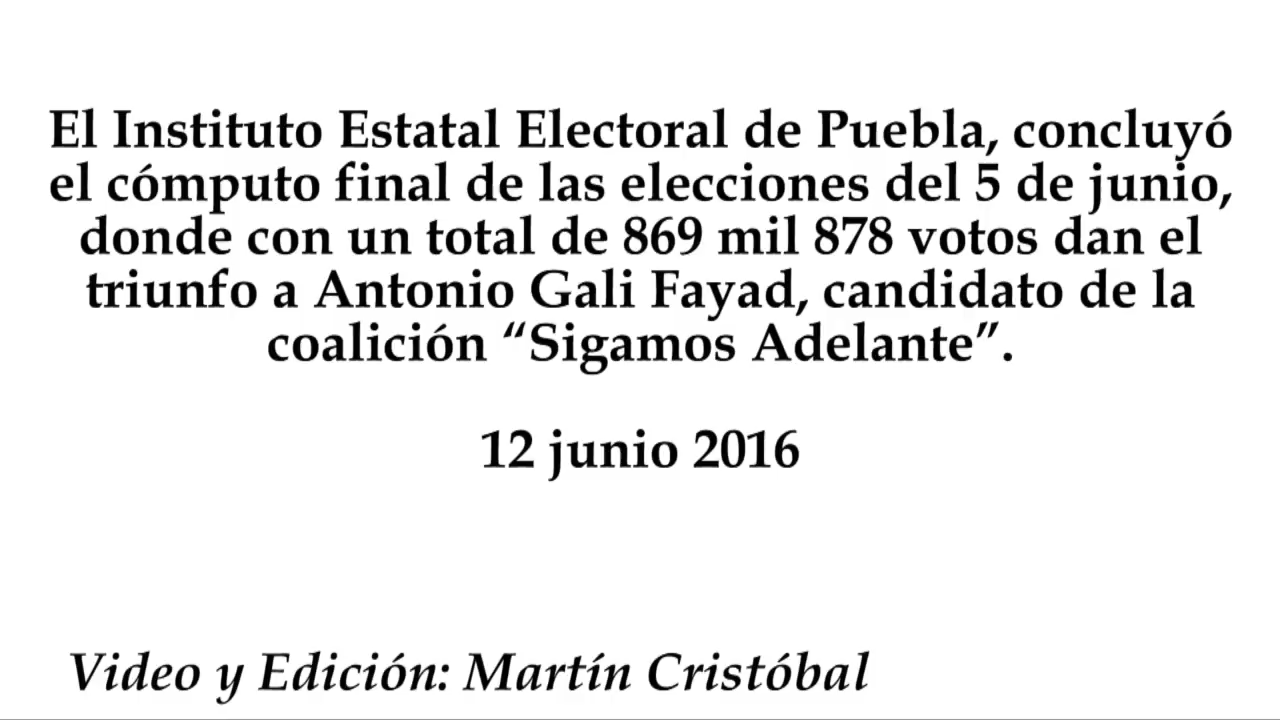 El Instituto Estatal Electoral de Puebla, concluyó
el cómputo final de las elecciones del 5 de junio,
donde con un total de 869 mil 878 votos dan el
triunfo a Antonio Gali Fayad, candidato de la
coalición “Sigamos Adelante”.
12 junio 2016
Video y Edición: Martín Cristóbal